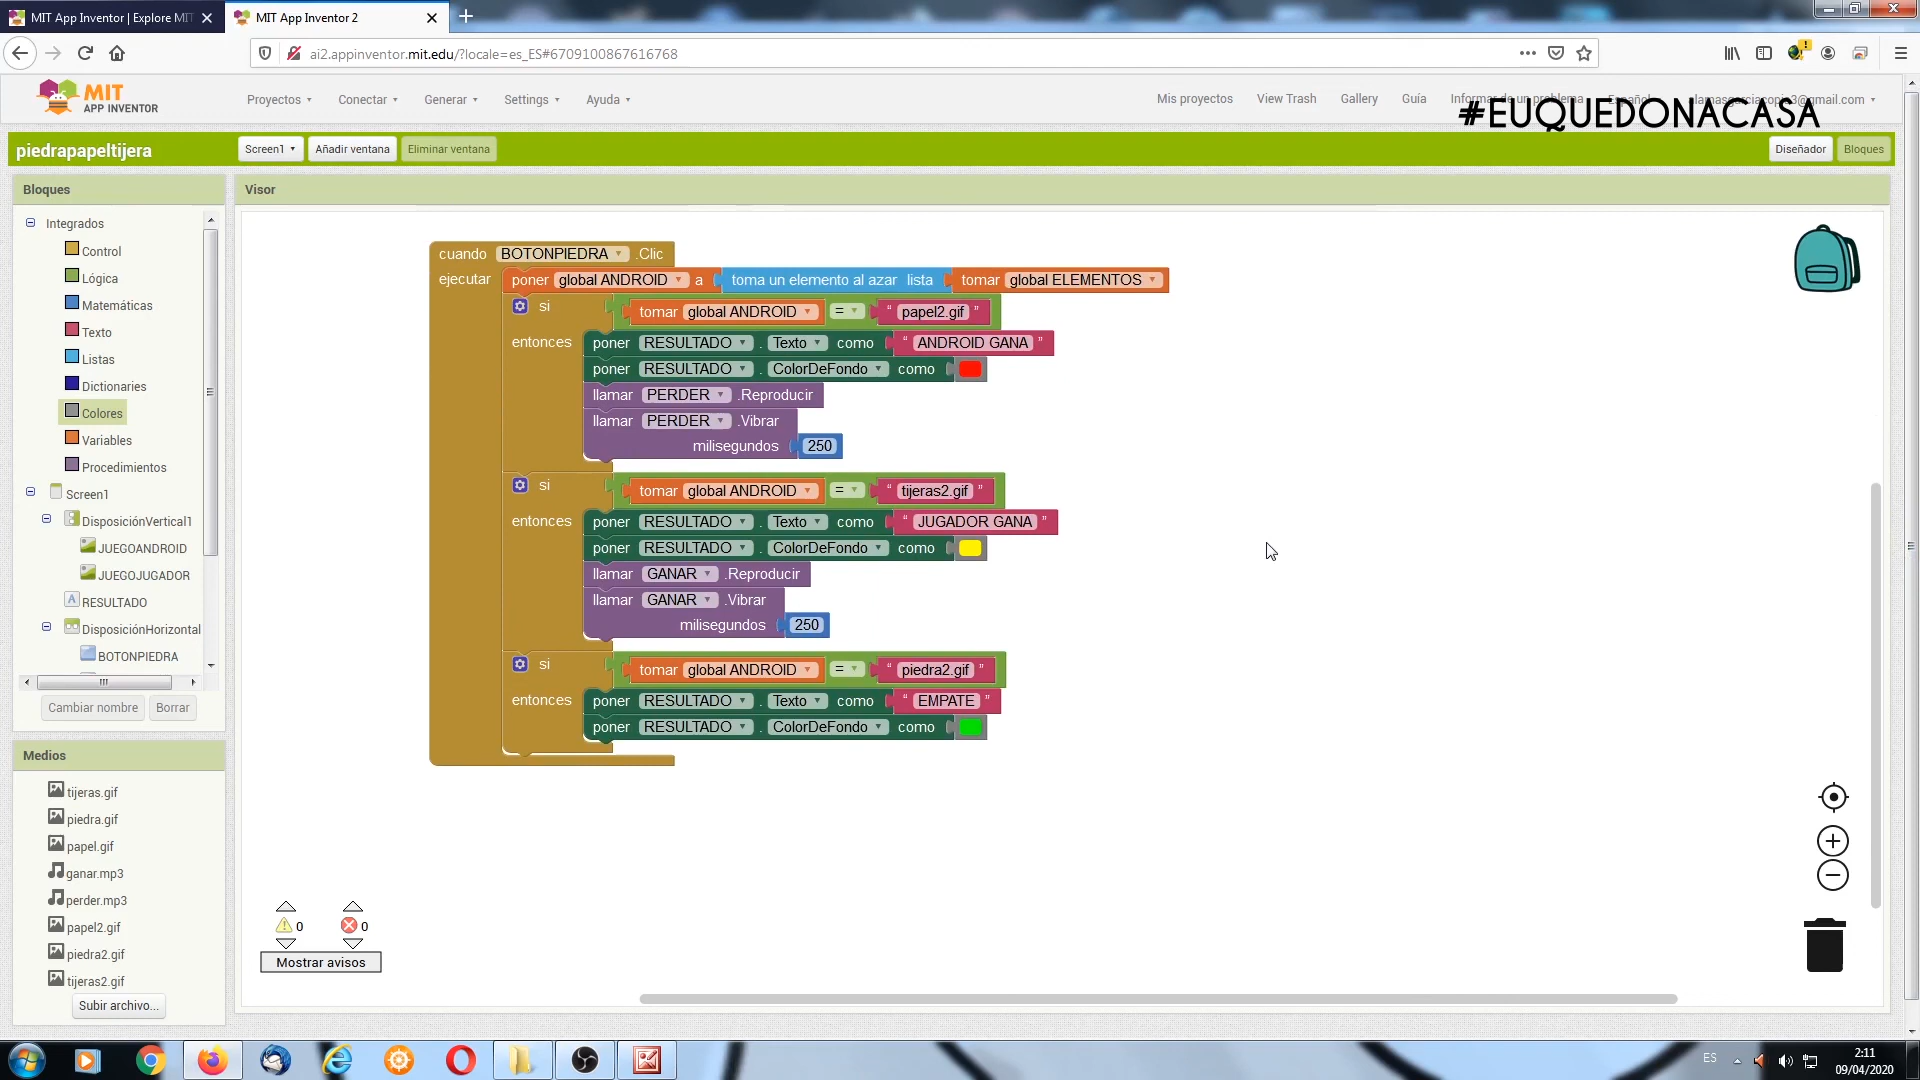 MIT App Inventor | Explore MIT
MIT App Inventor 2
ai2.appinventor.mit.edu/?locale=es_ES#6709100867616768
MIT
APP INVENTOR
Proyectos
Conectar
Generar
Settings
Ayuda
Mis proyectos
View Trash
Gallery
Guía
Informar de un problema
Español
alamasgarciacopia3@gmail.com
#EUQUEDONACASA
piedrapapeltijera
Screen1
Añadir ventana
Eliminar ventana
Diseñador
Bloques
Bloques
Integrados
Control
Lógica
Matemáticas
Texto
Listas
Dictionaries
Colores
Variables
Procedimientos
Screen1
DisposiciónVertical1
JUEGOANDROID
JUEGOJUGADOR
RESULTADO
DisposiciónHorizontal
BOTONPIEDRA
Cambiar nombre
Borrar
Medios
tijeras.gif
piedra.gif
papel.gif
ganar.mp3
perder.mp3
papel2.gif
piedra2.gif
tijeras2.gif
Subir archivo...
Visor
cuando BOTONPIEDRA .Clic
ejecutar poner global ANDROID a toma un elemento al azar lista tomar global ELEMENTOS
si tomar global ANDROID = “ papel2.gif ”
entonces poner RESULTADO . Texto como “ ANDROID GANA ”
poner RESULTADO . ColorDeFondo como
llamar PERDER .Reproducir
llamar PERDER .Vibrar
milisegundos 250
si tomar global ANDROID = “ tijeras2.gif ”
entonces poner RESULTADO . Texto como “ JUGADOR GANA ”
poner RESULTADO . ColorDeFondo como
llamar GANAR .Reproducir
llamar GANAR .Vibrar
milisegundos 250
si tomar global ANDROID = “ piedra2.gif ”
entonces poner RESULTADO . Texto como “ EMPATE ”
poner RESULTADO . ColorDeFondo como
0
0
Mostrar avisos
ES
2:11
09/04/2020